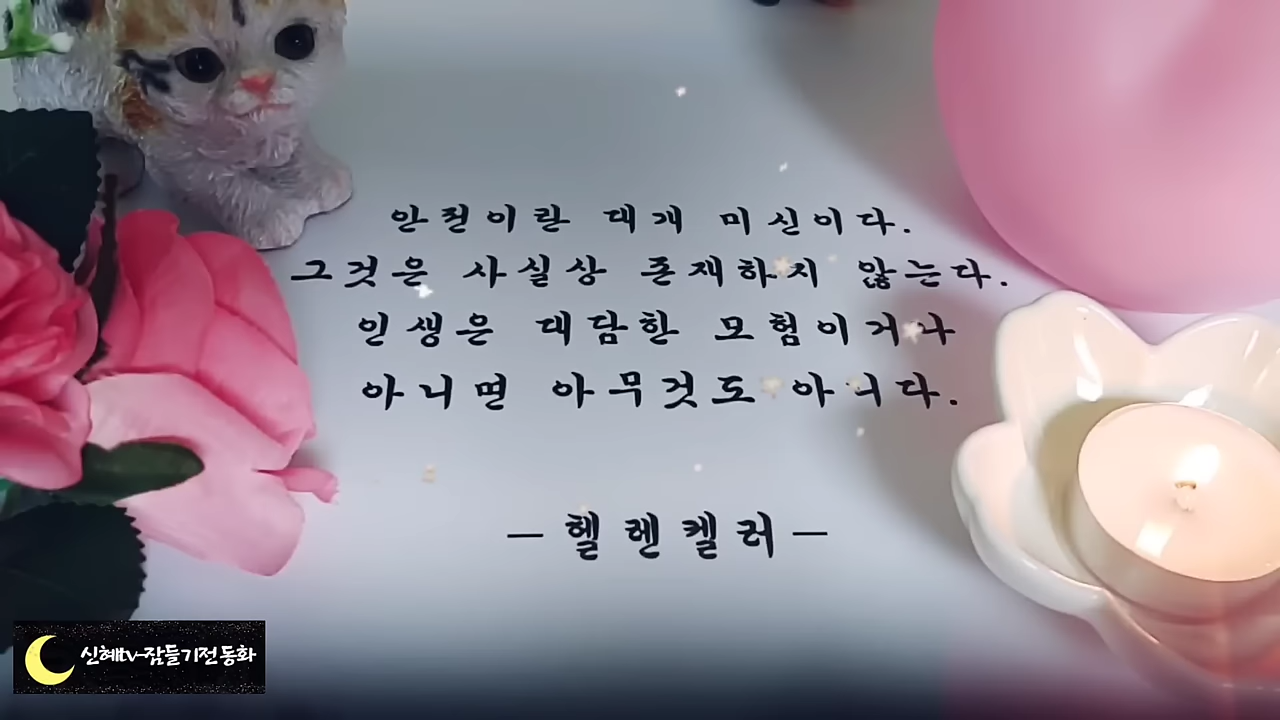 안전이란 대개 미신이다.
그것은 사실상 존재하지 않는다.
인생은 대담한 모험이거나
아니면 아무것도 아니다.
—헬렌켈러—
신혜tv-잠들기전동화